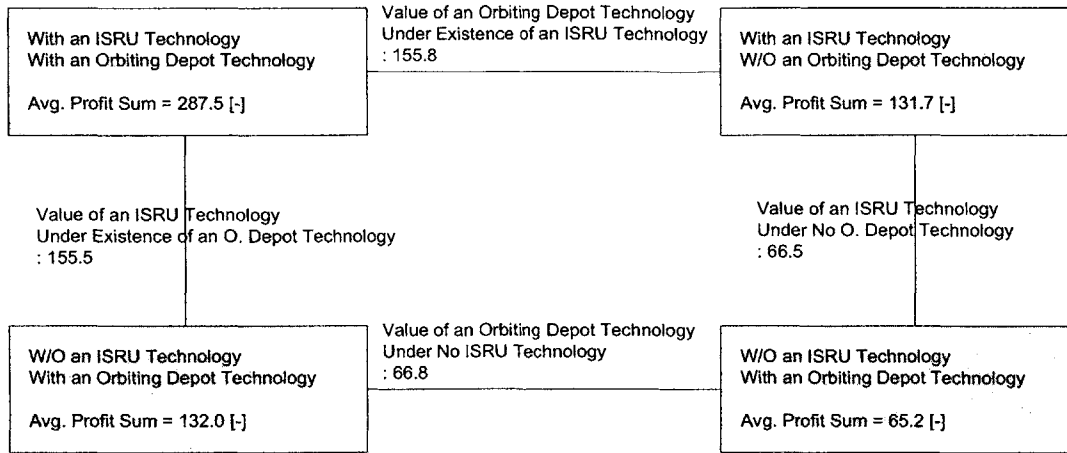 With an ISRU Technology
With an Orbiting Depot Technology
Avg. Profit Sum = 287.5 [-]
Value of an Orbiting Depot Technology
Under Existence of an ISRU Technology
: 155.8
With an ISRU Technology
W/O an Orbiting Depot Technology
Avg. Profit Sum = 131.7 [-]
Value of an ISRU Technology
Under Existence of an O. Depot Technology
: 155.5
Value of an ISRU Technology
Under No O. Depot Technology
: 66.5
W/O an ISRU Technology
With an Orbiting Depot Technology
Avg. Profit Sum = 132.0 [-]
Value of an Orbiting Depot Technology
Under No ISRU Technology
: 66.8
W/O an ISRU Technology
With an Orbiting Depot Technology
Avg. Profit Sum = 65.2 [-]